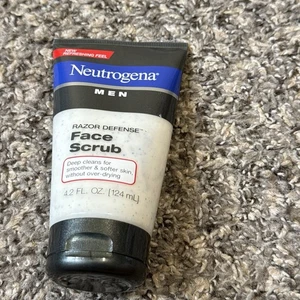 NEW
REFRESHING FEEL
Neutrogena®
MEN
RAZOR DEFENSE™
Face
Scrub
Deep cleans for
smoother & softer skin
without over-drying
4.2 FL. OZ. (124 mL)